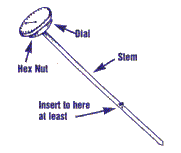 Dial
Stem
Hex Nut
Insert to here
at least